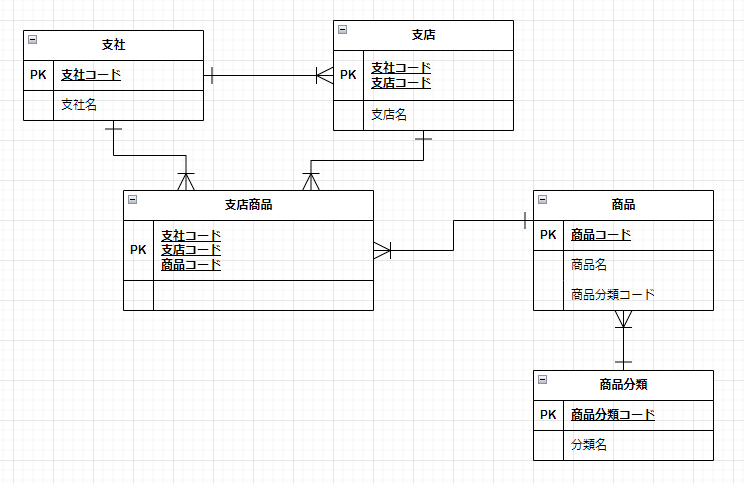 支社
PK 支社コード
支社名
支店
PK 支社コード
支店コード
支店名
支店商品
支社コード
PK 支店コード
商品コード
商品
PK 商品コード
商品名
商品分類コード
商品分類
PK 商品分類コード
分類名